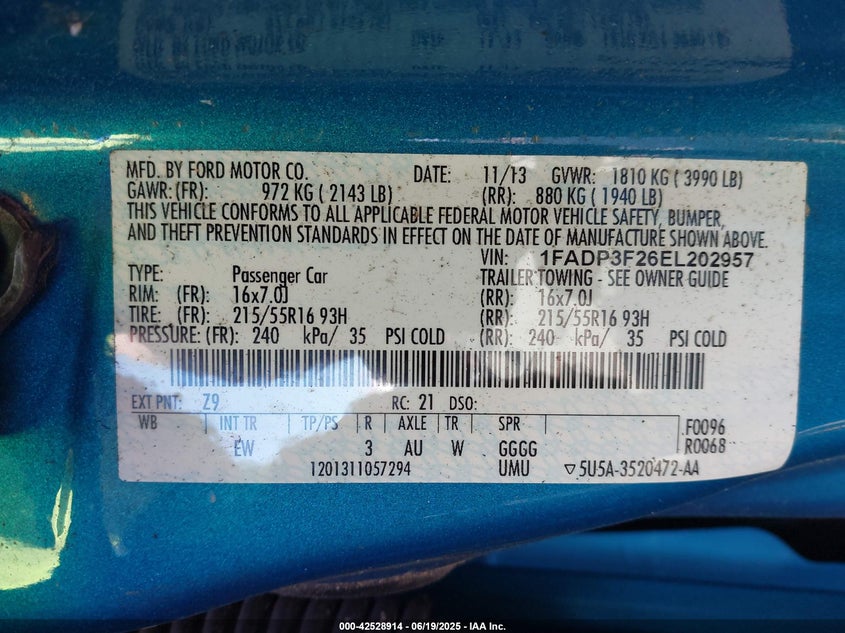 MFD. BY FORD MOTOR CO. DATE: 11/13 GVWR: 1810 KG ( 3990 LB)
GAWR: (FR): 972 KG ( 2143 LB) (RR): 880 KG ( 1940 LB)
THIS VEHICLE CONFORMS TO ALL APPLICABLE FEDERAL MOTOR VEHICLE SAFETY, BUMPER,
AND THEFT PREVENTION STANDARDS IN EFFECT ON THE DATE OF MANUFACTURE SHOWN ABOVE.
VIN: 1FADP3F26EL202957
TYPE: Passenger Car TRAILER TOWING - SEE OWNER GUIDE
RIM: (FR): 16x7.0J (RR): 16x7.0J
TIRE: (FR): 215/55R16 93H (RR): 215/55R16 93H
PRESSURE: (FR): 240 kPa/ 35 PSI COLD (RR): 240 kPa/ 35 PSI COLD
EXT PNT: Z9 RC: 21 DSO:
WB INT TR TP/PS R AXLE TR SPR F0096
EW 3 AU W GGGG R0068
1201311057294 UMU ▽5U5A-3520472-AA
000-42528914 - 06/19/2025 - IAA Inc.